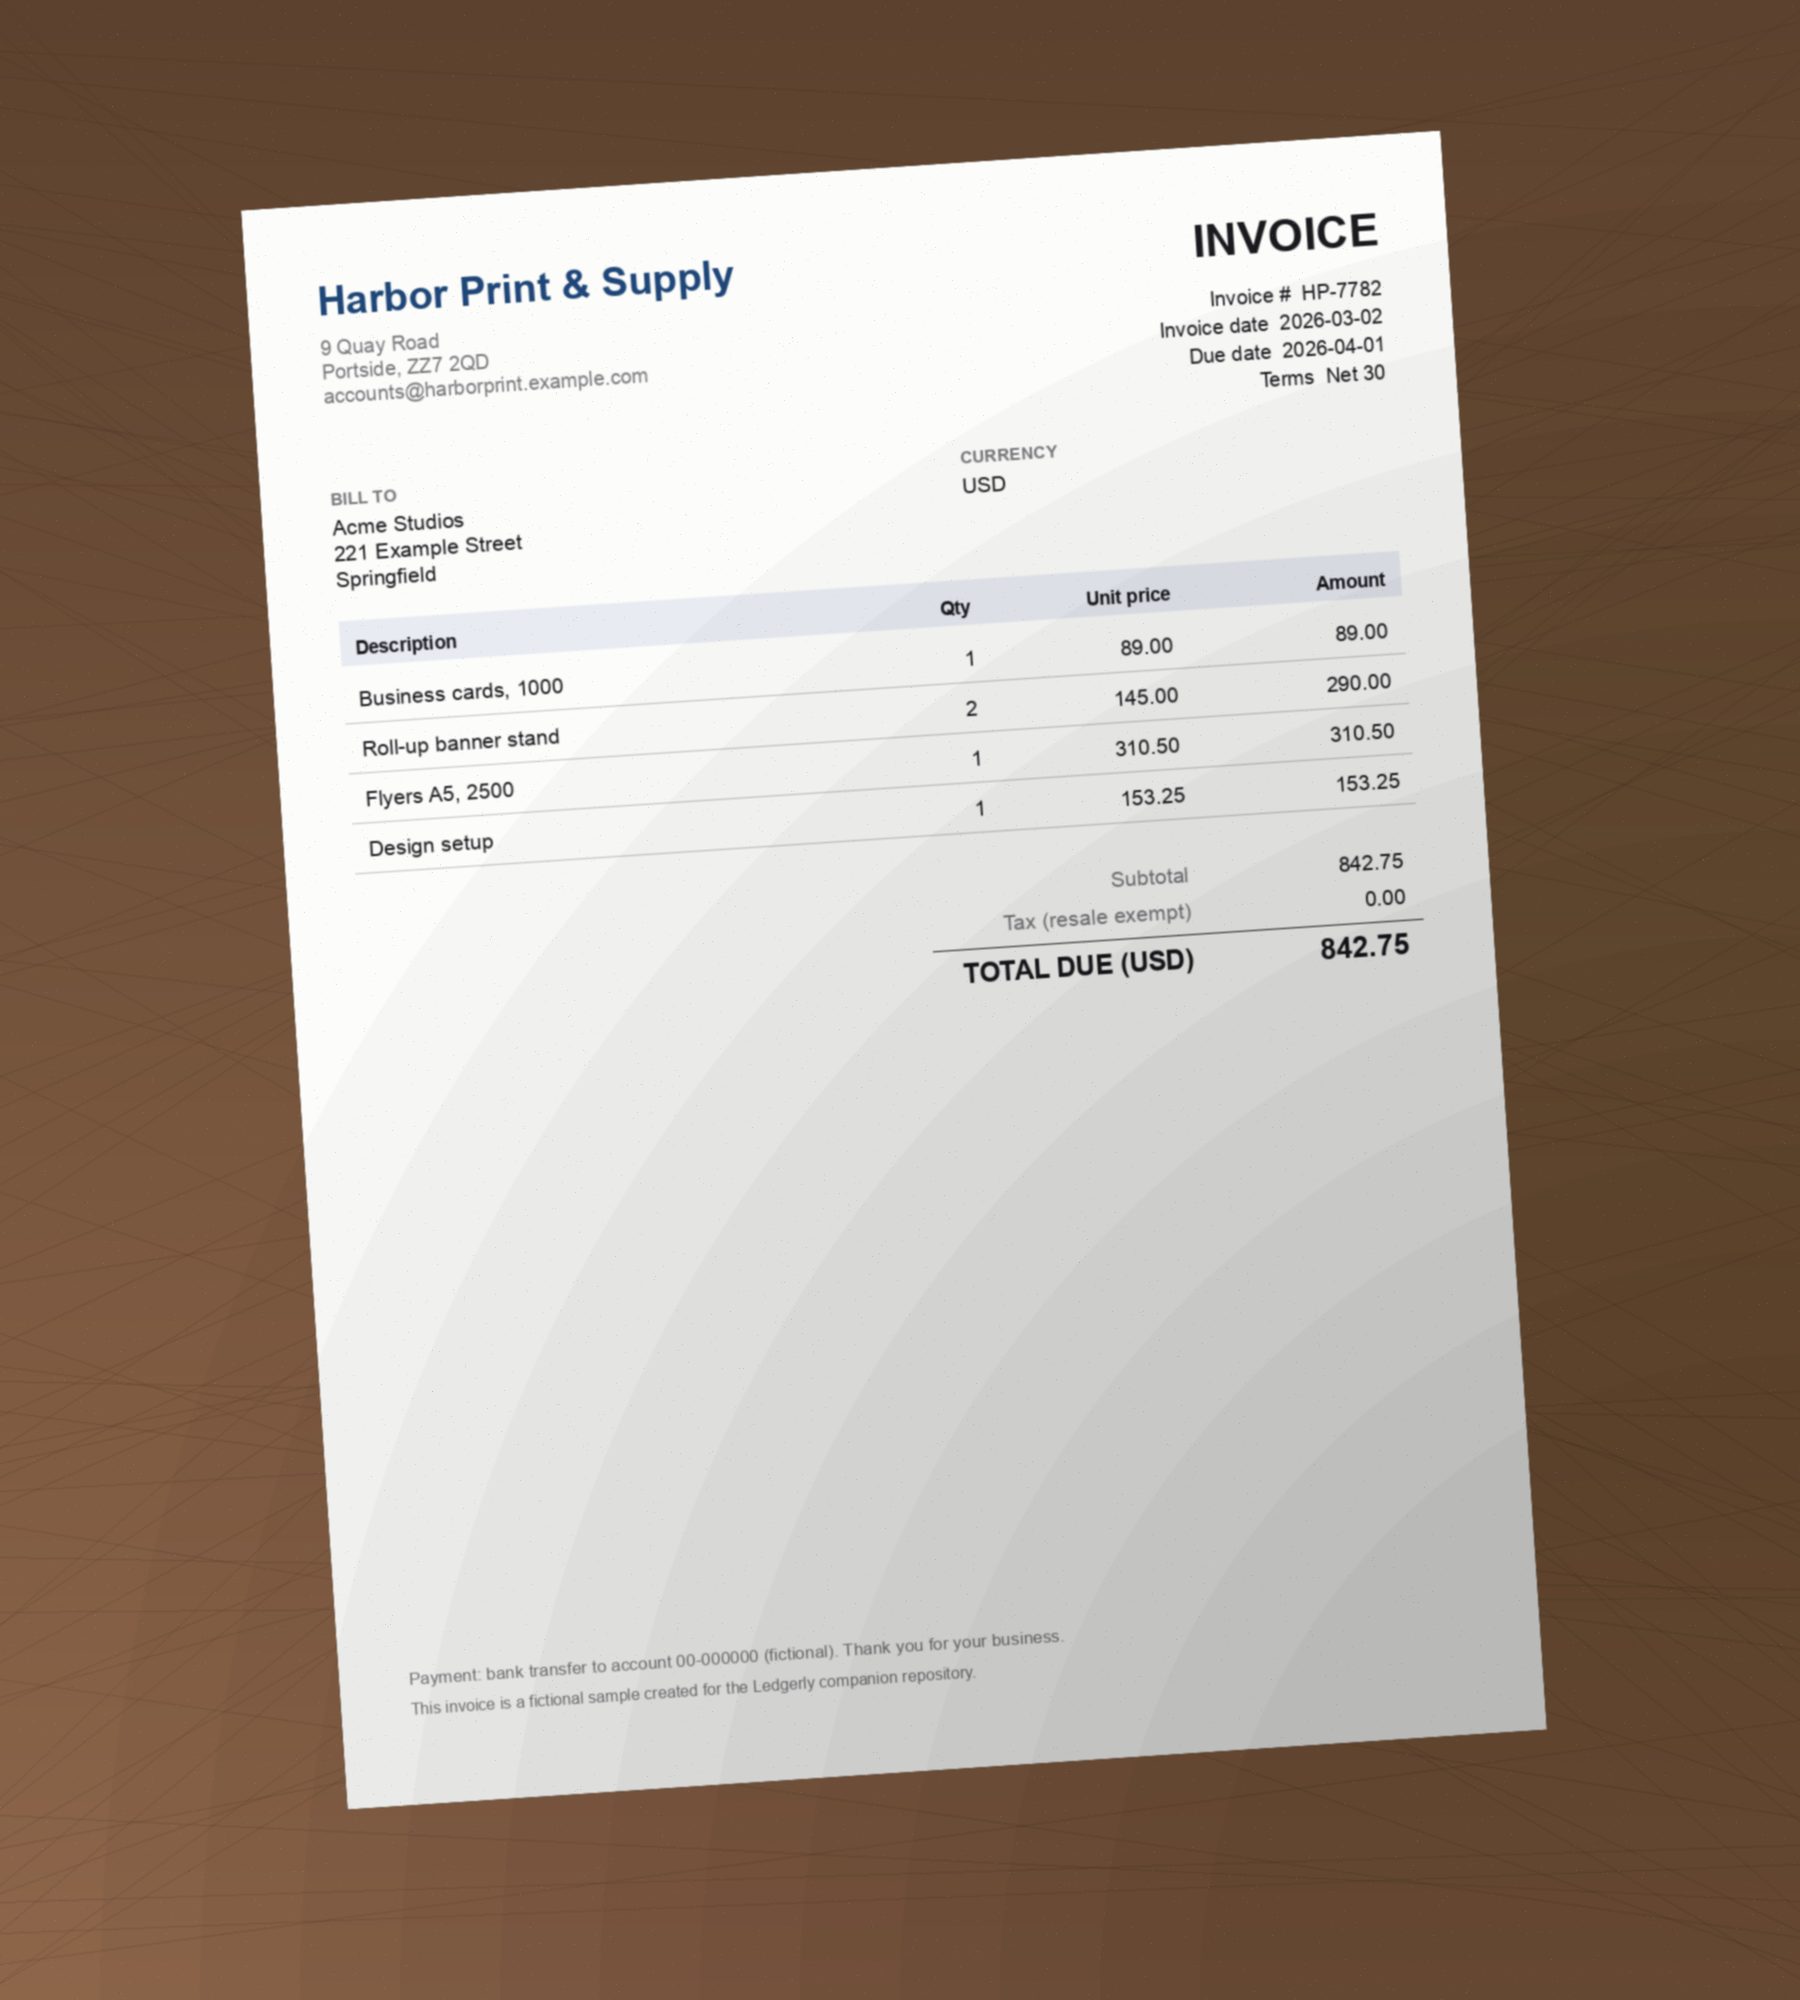 Harbor Print & Supply
9 Quay Road
Portside, ZZ7 2QD
accounts@harborprint.example.com
INVOICE
Invoice # HP-7782
Invoice date 2026-03-02
Due date 2026-04-01
Terms Net 30
BILL TO
Acme Studios
221 Example Street
Springfield
CURRENCY
USD
Description Qty Unit price Amount
Business cards, 1000 1 89.00 89.00
Roll-up banner stand 2 145.00 290.00
Flyers A5, 2500 1 310.50 310.50
Design setup 1 153.25 153.25
Subtotal 842.75
Tax (resale exempt) 0.00
TOTAL DUE (USD) 842.75
Payment: bank transfer to account 00-000000 (fictional). Thank you for your business.
This invoice is a fictional sample created for the Ledgerly companion repository.